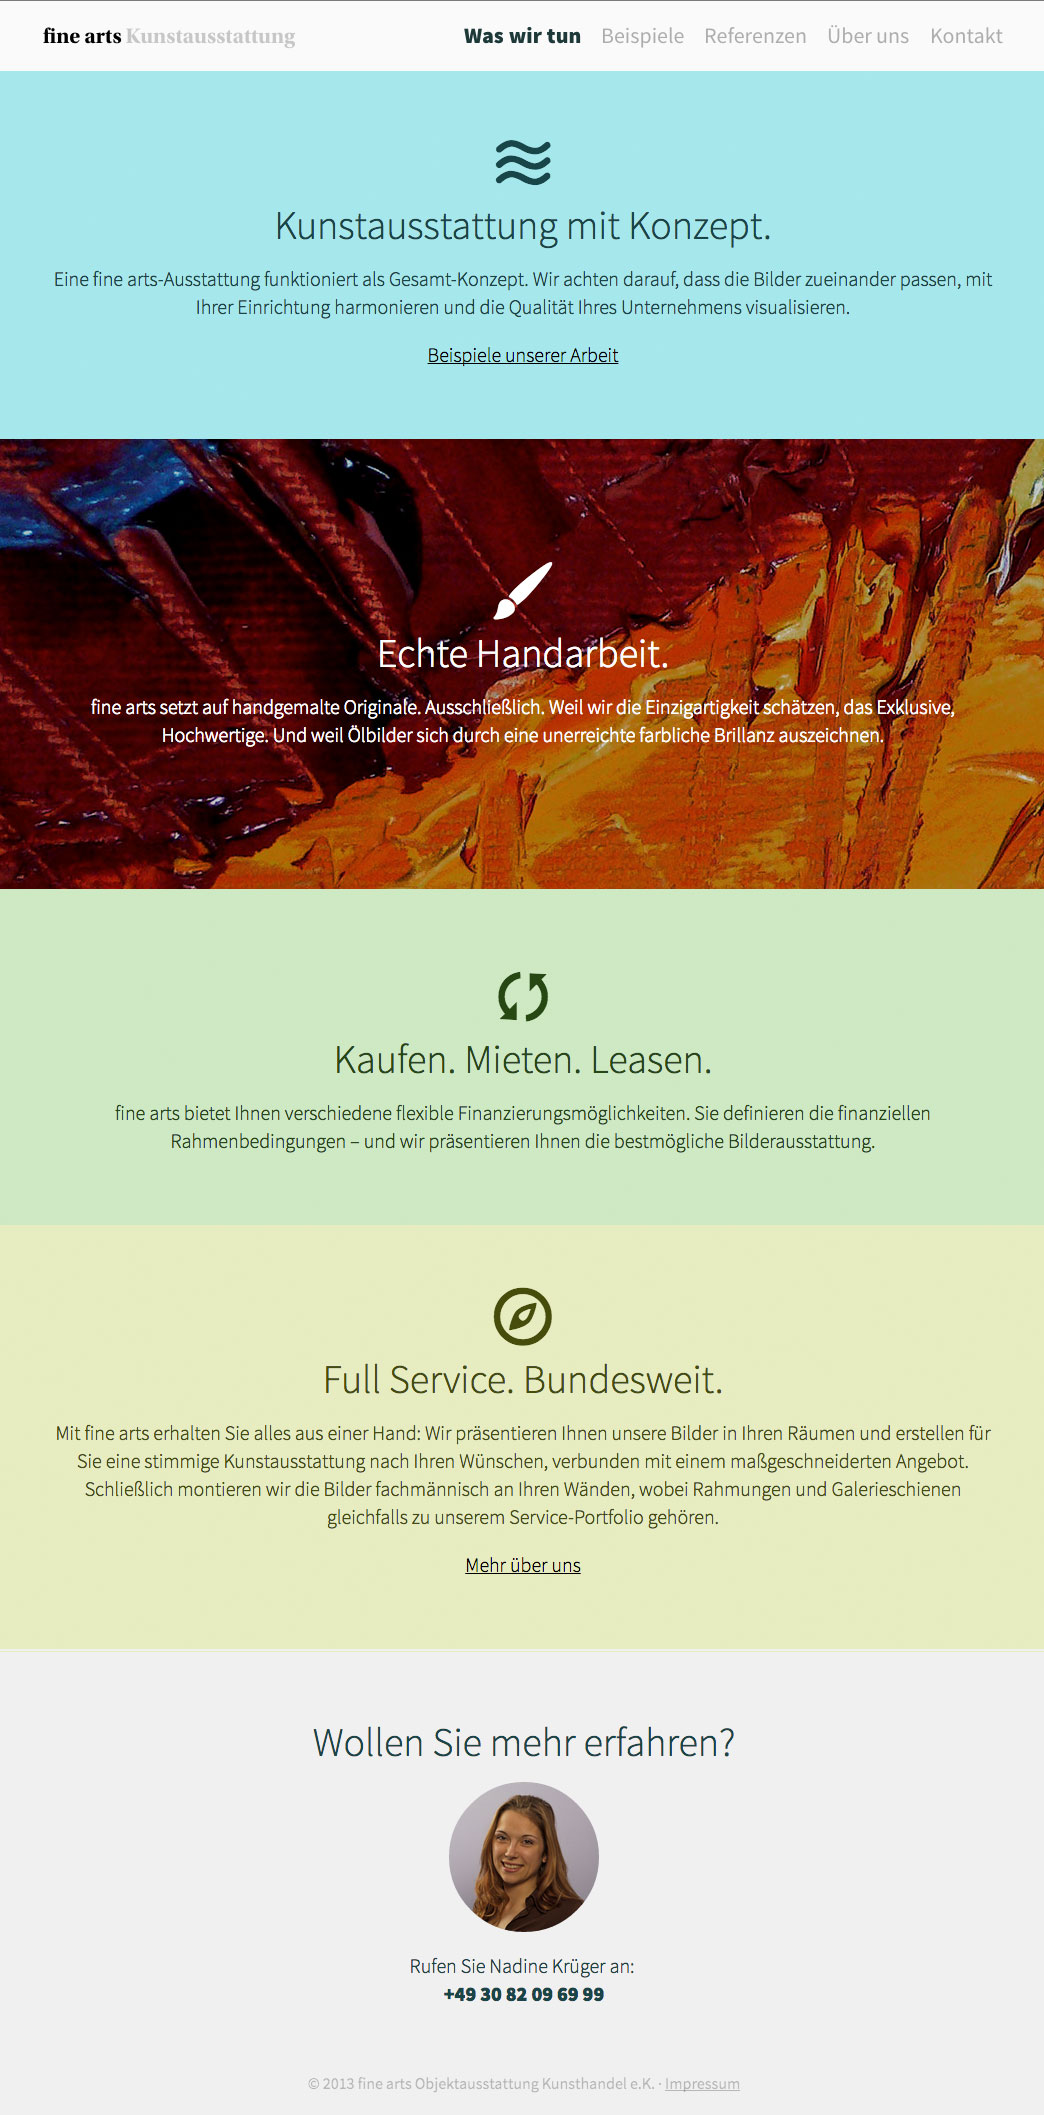 fine arts Kunstausstattung
Was wir tun Beispiele Referenzen Über uns Kontakt
Kunstausstattung mit Konzept.
Eine fine arts-Ausstattung funktioniert als Gesamt-Konzept. Wir achten darauf, dass die Bilder zueinander passen, mit
Ihrer Einrichtung harmonieren und die Qualität Ihres Unternehmens visualisieren.
Beispiele unserer Arbeit
Echte Handarbeit.
fine arts setzt auf handgemalte Originale. Ausschließlich. Weil wir die Einzigartigkeit schätzen, das Exklusive,
Hochwertige. Und weil Ölbilder sich durch eine unerreichte farbliche Brillanz auszeichnen.
Kaufen. Mieten. Leasen.
fine arts bietet Ihnen verschiedene flexible Finanzierungsmöglichkeiten. Sie definieren die finanziellen
Rahmenbedingungen – und wir präsentieren Ihnen die bestmögliche Bilderausstattung.
Full Service. Bundesweit.
Mit fine arts erhalten Sie alles aus einer Hand: Wir präsentieren Ihnen unsere Bilder in Ihren Räumen und erstellen für
Sie eine stimmige Kunstausstattung nach Ihren Wünschen, verbunden mit einem maßgeschneiderten Angebot.
Schließlich montieren wir die Bilder fachmännisch an Ihren Wänden, wobei Rahmungen und Galerieschienen
gleichfalls zu unserem Service-Portfolio gehören.
Mehr über uns
Wollen Sie mehr erfahren?
Rufen Sie Nadine Krüger an:
+49 30 82 09 69 99
© 2013 fine arts Objektausstattung Kunsthandel e.K. · Impressum